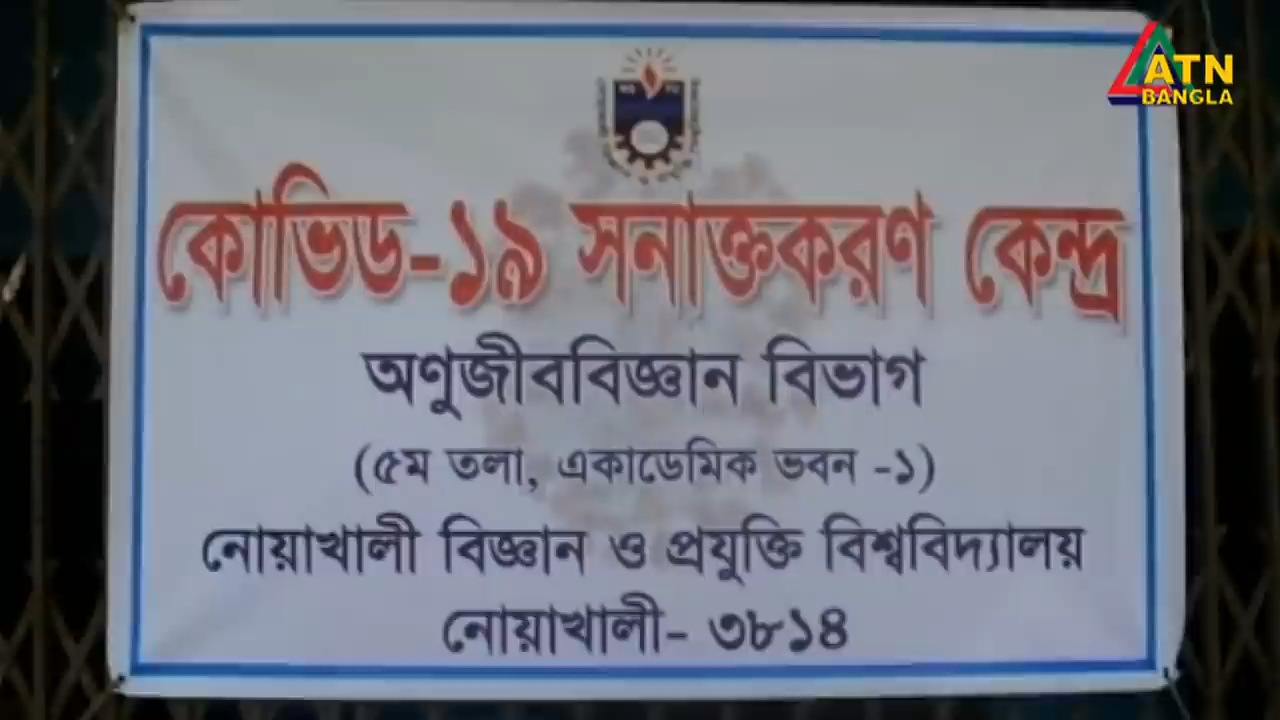 ATN
BANGLA
কোভিড-১৯ সনাক্তকরণ কেন্দ্র
অণুজীববিজ্ঞান বিভাগ
(৫ম তলা, একাডেমিক ভবন -১)
নোয়াখালী বিজ্ঞান ও প্রযুক্তি বিশ্ববিদ্যালয়
নোয়াখালী- ৩৮১৪